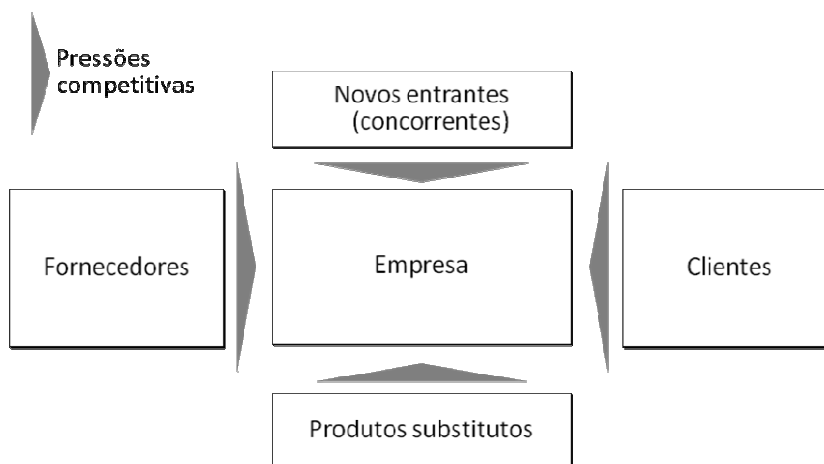 Pressões
competitivas
Novos entrantes
(concorrentes)
Fornecedores
Empresa
Clientes
Produtos substitutos